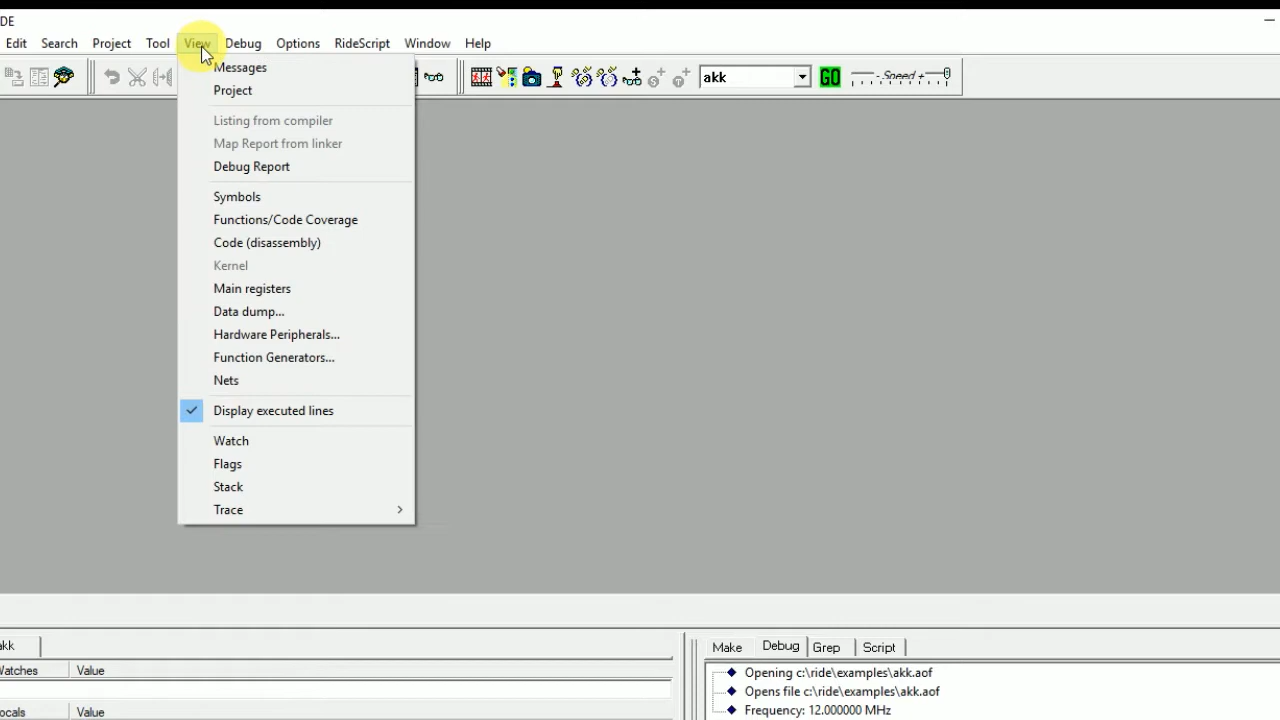 DE
Edit Search Project Tool View Debug Options RideScript Window Help
akk GO - Speed +
Messages
Project
Listing from compiler
Map Report from linker
Debug Report
Symbols
Functions/Code Coverage
Code (disassembly)
Kernel
Main registers
Data dump...
Hardware Peripherals...
Function Generators...
Nets
Display executed lines
Watch
Flags
Stack
Trace
akk
Watches Value
ocals Value
Make Debug Grep Script
Opening c:\ride\examples\akk.aof
Opens file c:\ride\examples\akk.aof
Frequency: 12.000000 MHz